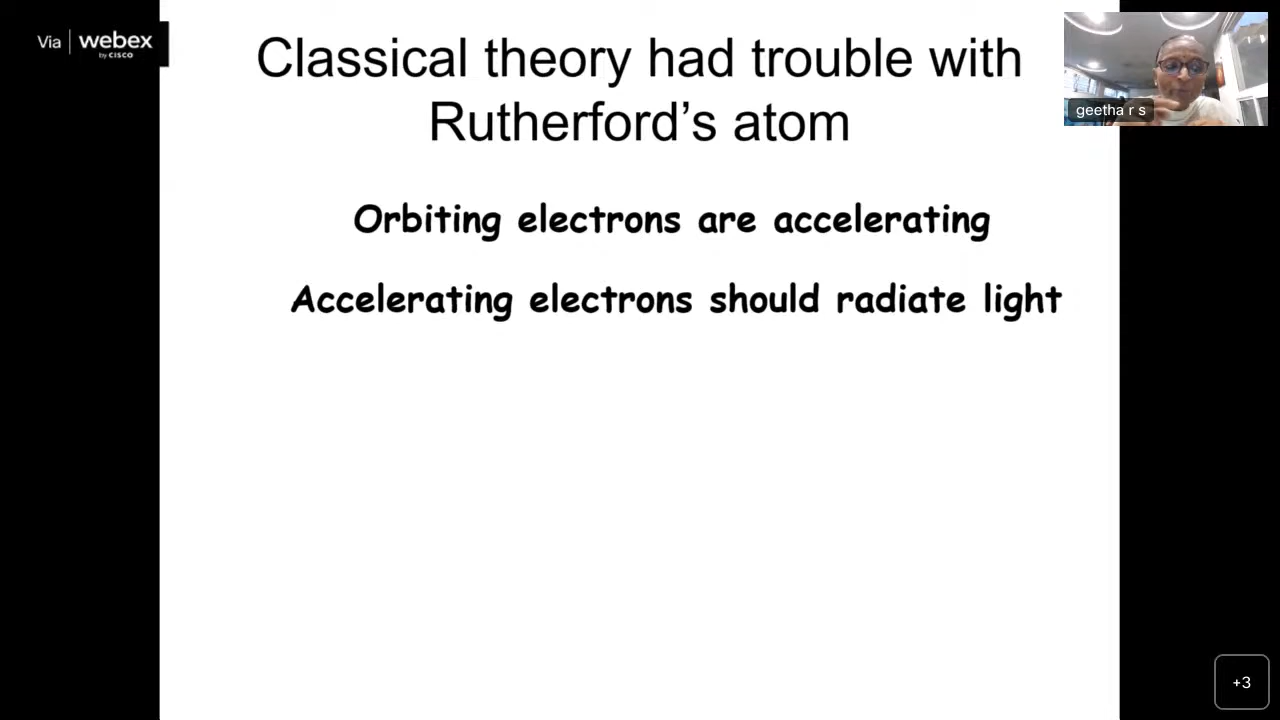 Via webex
by CISCO
Classical theory had trouble with
Rutherford’s atom
geetha r s
Orbiting electrons are accelerating
Accelerating electrons should radiate light
+3